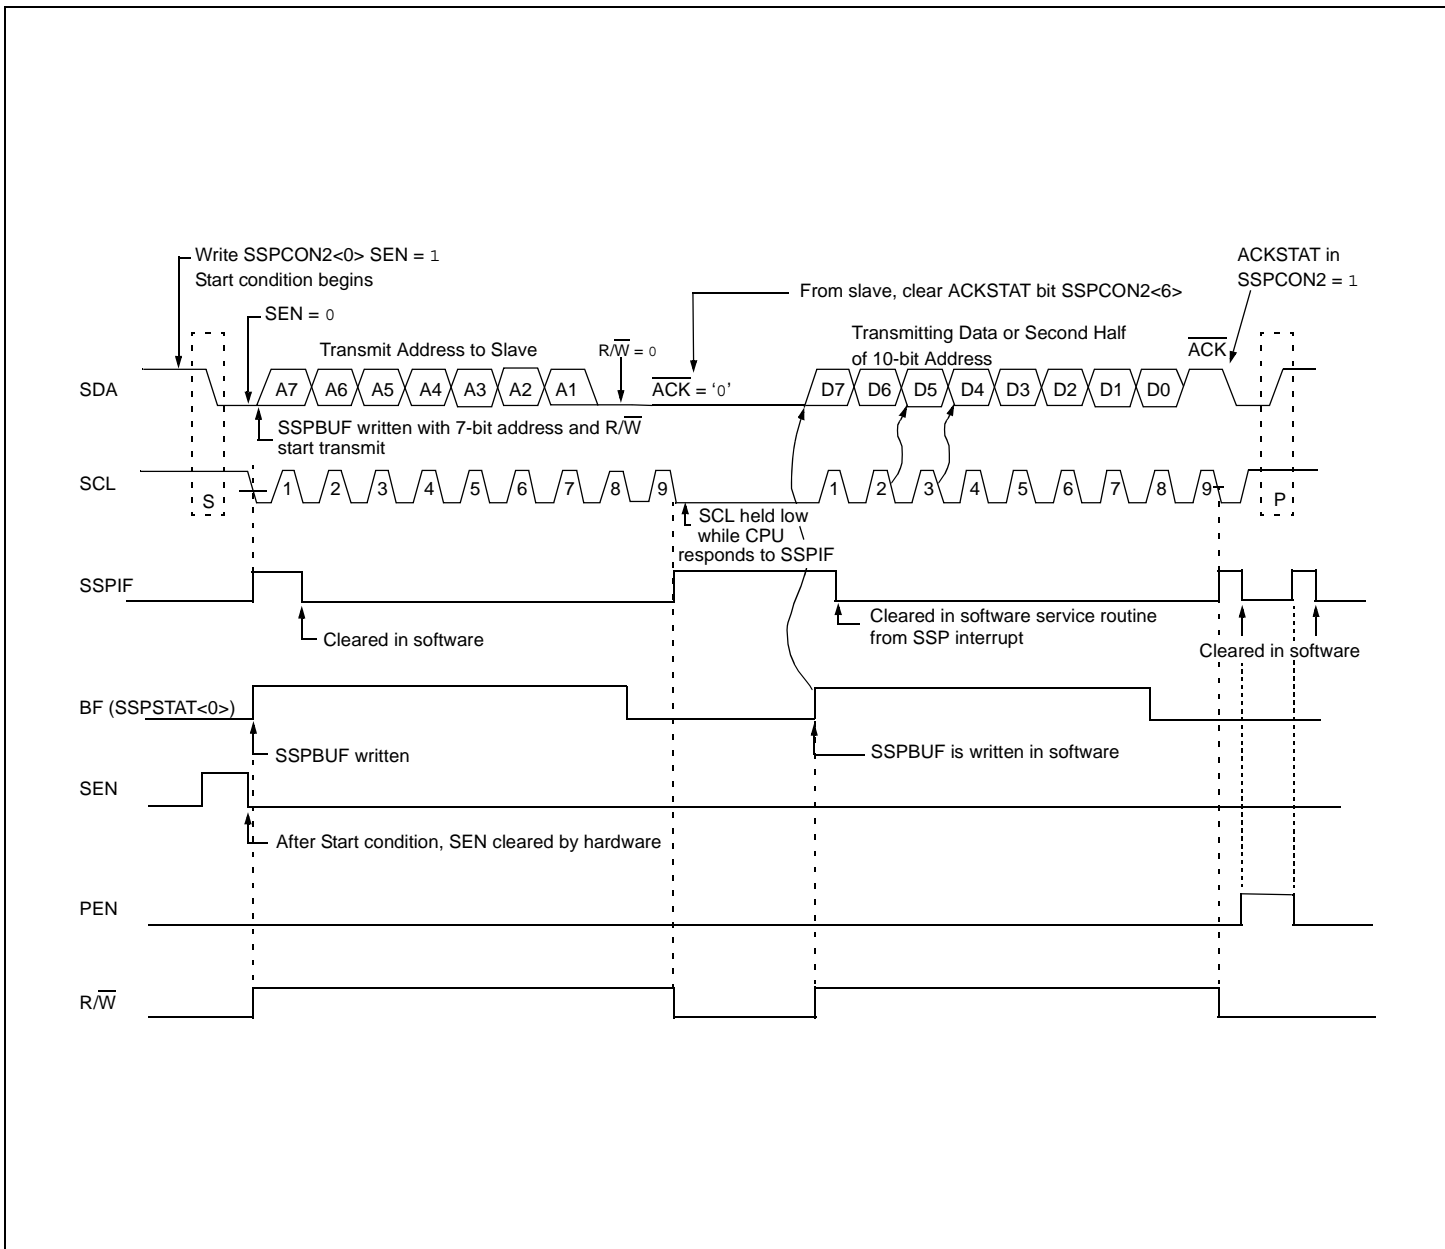 Write SSPCON2<0> SEN = 1
Start condition begins
ACKSTAT in
SSPCON2 = 1
From slave, clear ACKSTAT bit SSPCON2<6>
SEN = 0
Transmit Address to Slave
R/W̅ = 0
Transmitting Data or Second Half
of 10-bit Address
A̅C̅K̅
SDA
A7 A6 A5 A4 A3 A2 A1
A̅C̅K̅ = '0'
D7 D6 D5 D4 D3 D2 D1 D0
SSPBUF written with 7-bit address and R/W̅
start transmit
SCL
S
1 2 3 4 5 6 7 8 9
1 2 3 4 5 6 7 8 9
P
SCL held low
while CPU
responds to SSPIF
SSPIF
Cleared in software
Cleared in software service routine
from SSP interrupt
Cleared in software
BF (SSPSTAT<0>)
SSPBUF written
SSPBUF is written in software
SEN
After Start condition, SEN cleared by hardware
PEN
R/W̅